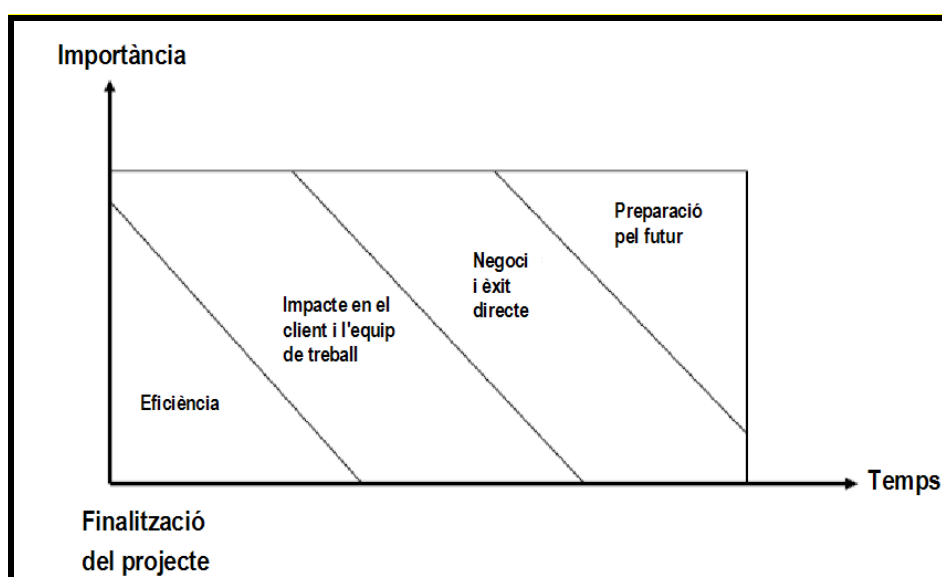 Importància
Preparació
pel futur
Negoci
i èxit
directe
Impacte en el
client i l'equip
de treball
Eficiència
Temps
Finalització
del projecte